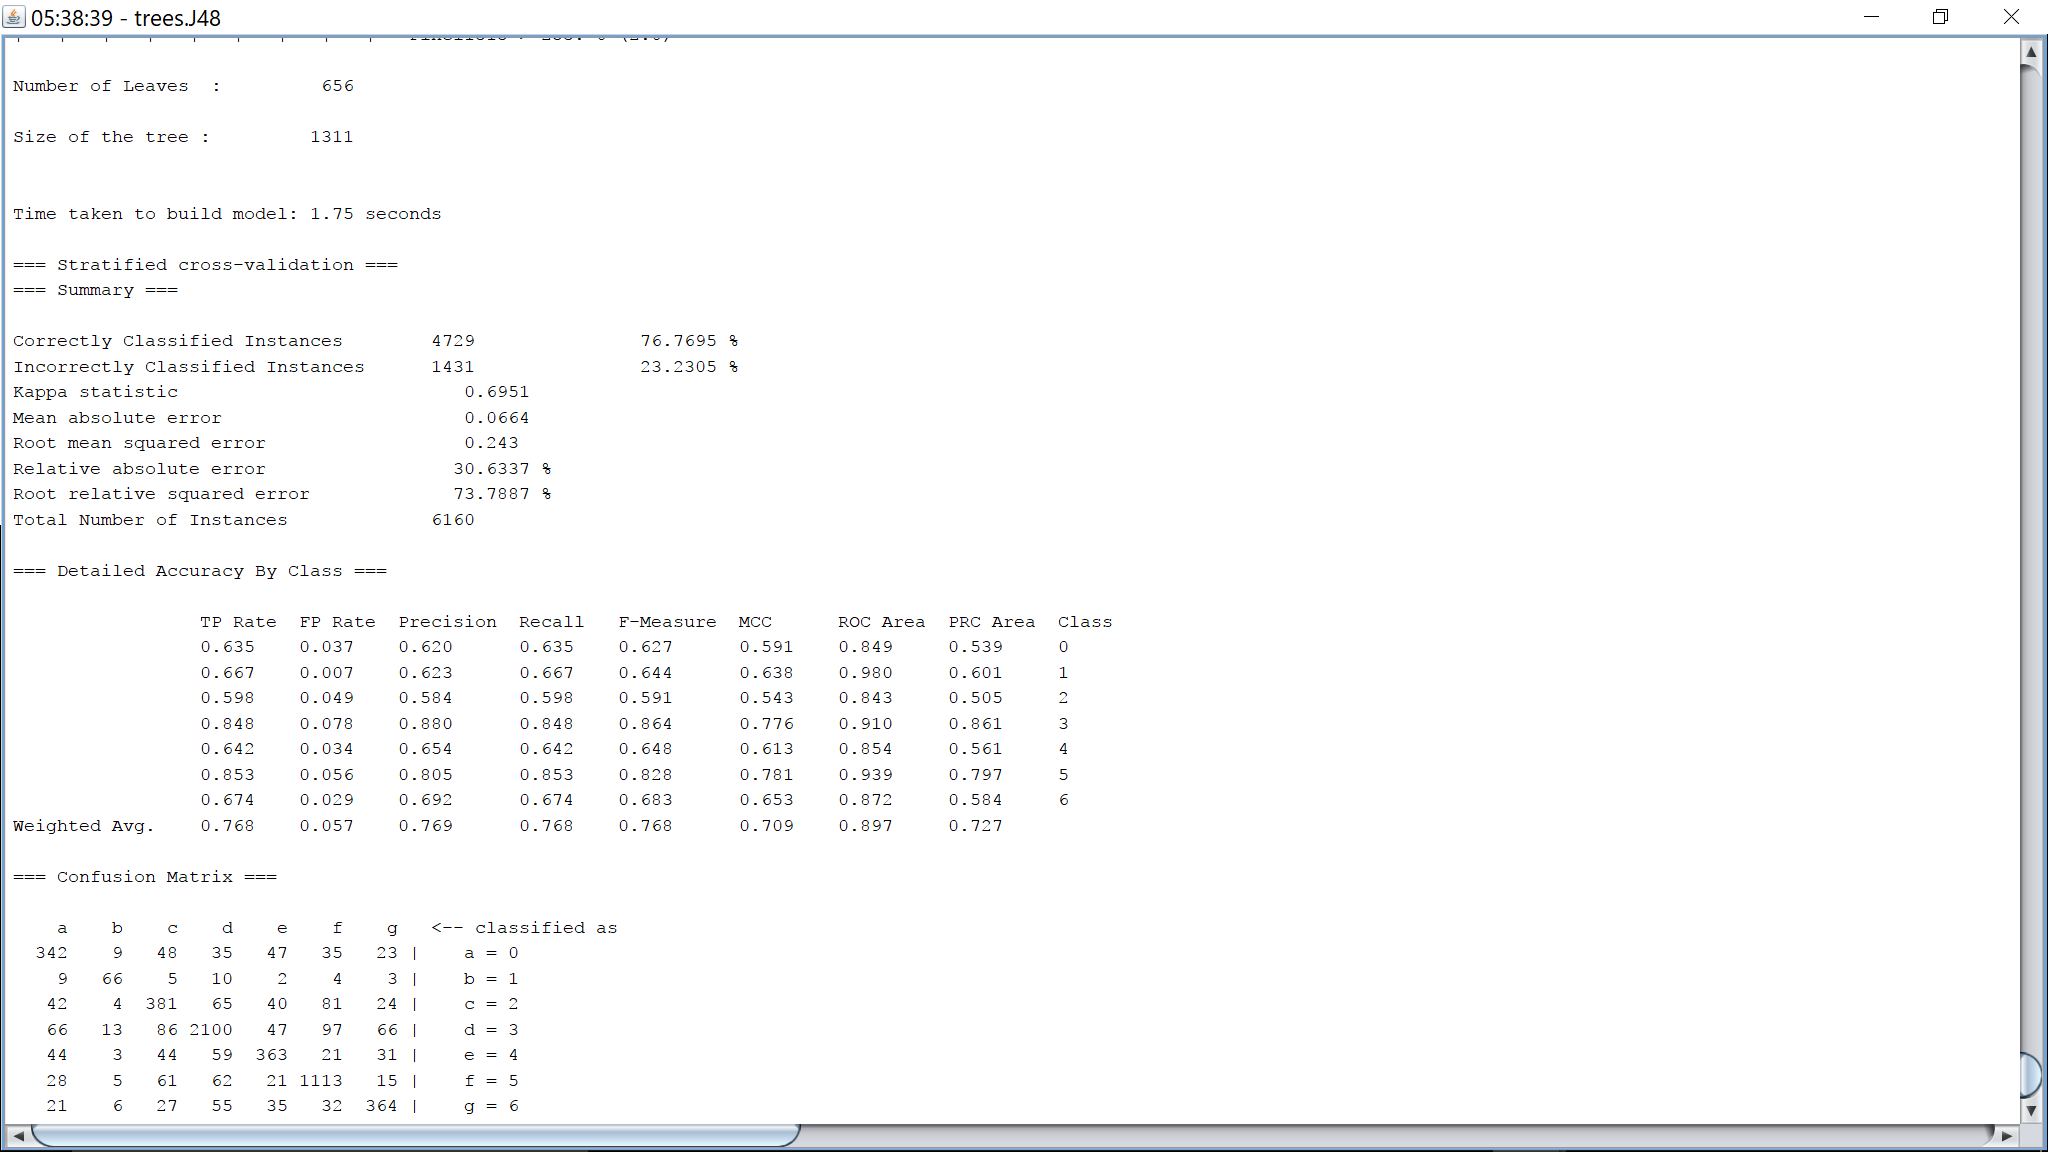 05:38:39 - trees.J48
Number of Leaves  :         656
Size of the tree :         1311
Time taken to build model: 1.75 seconds
=== Stratified cross-validation ===
=== Summary ===
Correctly Classified Instances        4729               76.7695 %
Incorrectly Classified Instances      1431               23.2305 %
Kappa statistic                          0.6951
Mean absolute error                      0.0664
Root mean squared error                  0.243
Relative absolute error                 30.6337 %
Root relative squared error             73.7887 %
Total Number of Instances             6160
=== Detailed Accuracy By Class ===
TP Rate  FP Rate  Precision  Recall   F-Measure  MCC      ROC Area  PRC Area  Class
0.635    0.037    0.620      0.635    0.627      0.591    0.849     0.539     0
0.667    0.007    0.623      0.667    0.644      0.638    0.980     0.601     1
0.598    0.049    0.584      0.598    0.591      0.543    0.843     0.505     2
0.848    0.078    0.880      0.848    0.864      0.776    0.910     0.861     3
0.642    0.034    0.654      0.642    0.648      0.613    0.854     0.561     4
0.853    0.056    0.805      0.853    0.828      0.781    0.939     0.797     5
0.674    0.029    0.692      0.674    0.683      0.653    0.872     0.584     6
Weighted Avg.    0.768    0.057    0.769      0.768    0.768      0.709    0.897     0.727
=== Confusion Matrix ===
a    b    c    d    e    f    g   <-- classified as
342    9   48   35   47   35   23 |    a = 0
9   66    5   10    2    4    3 |    b = 1
42    4  381   65   40   81   24 |    c = 2
66   13   86 2100   47   97   66 |    d = 3
44    3   44   59  363   21   31 |    e = 4
28    5   61   62   21 1113   15 |    f = 5
21    6   27   55   35   32  364 |    g = 6